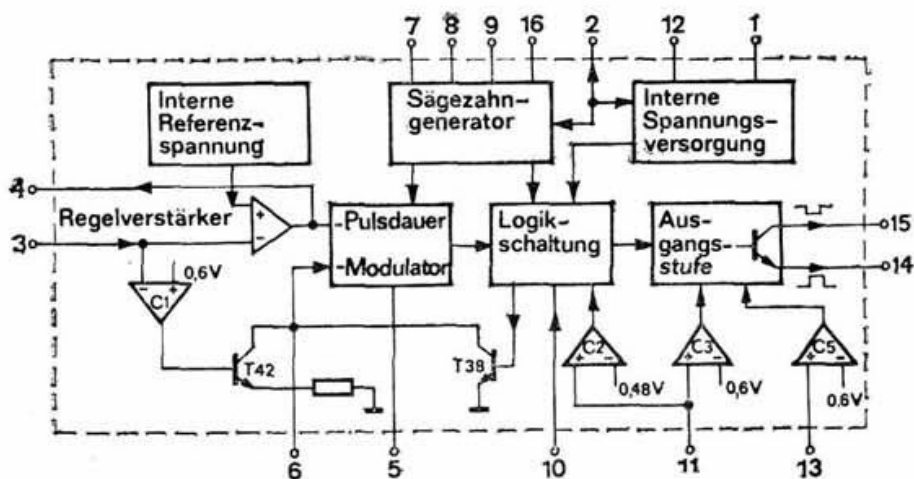 7 8 9 16 2 12 1
Interne
Referenz-
spannung
Sägezahn-
generator
Interne
Spannungs-
versorgung
4
Regelverstärker
3
+
-
-Pulsdauer
-Modulator
Logik-
schaltung
Aus-
gangs-
stufe
15
14
- +
0,6V
C1
T42
T38
+ -
C2
0,48V
+ -
C3
0,6V
+ -
C5
0.6V
6 5 10 11 13